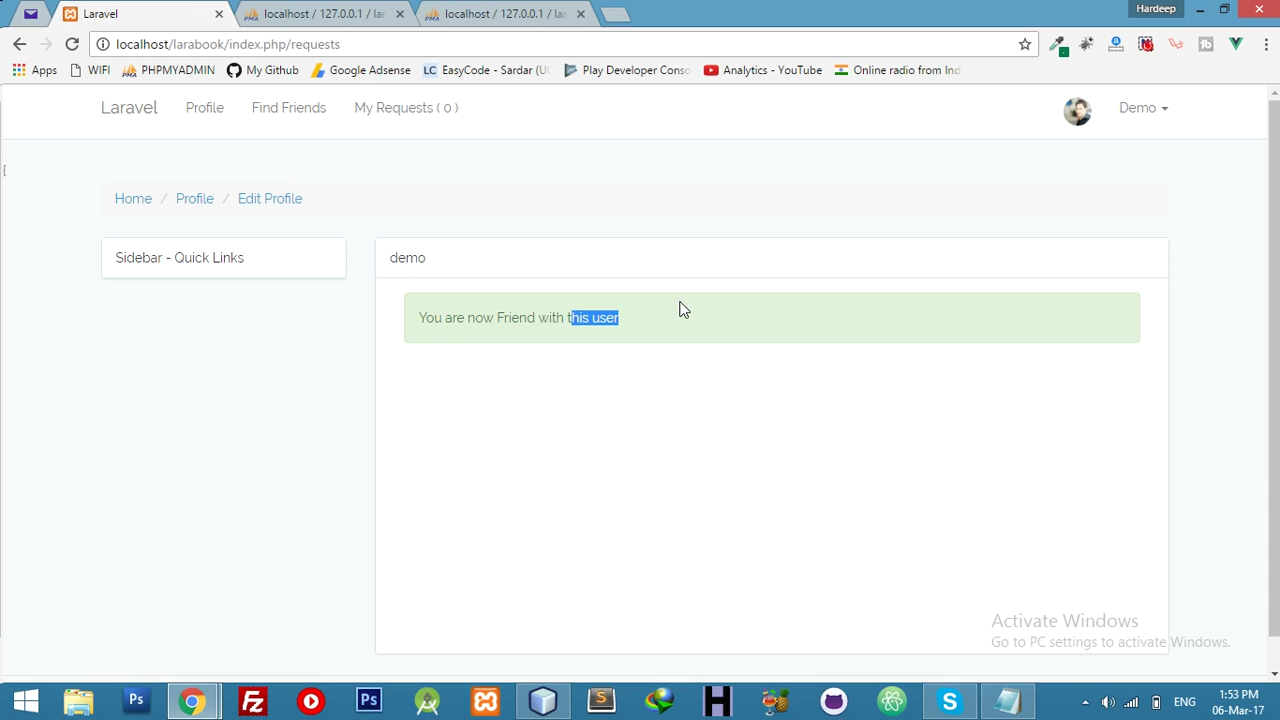 Laravel
localhost / 127.0.0.1 / lar
localhost / 127.0.0.1 / lar
Hardeep
localhost/larabook/index.php/requests
Apps
WIFI
PHPMYADMIN
My Github
Google Adsense
LC EasyCode - Sardar (U
Play Developer Conso
Analytics - YouTube
Online radio from Ind
Laravel
Profile
Find Friends
My Requests ( 0 )
Demo
[
Home / Profile / Edit Profile
Sidebar - Quick Links
demo
You are now Friend with this user
Activate Windows
Go to PC settings to activate Windows.
Ps
Fz
Ps
S
H
S
ENG
1:53 PM
06-Mar-17